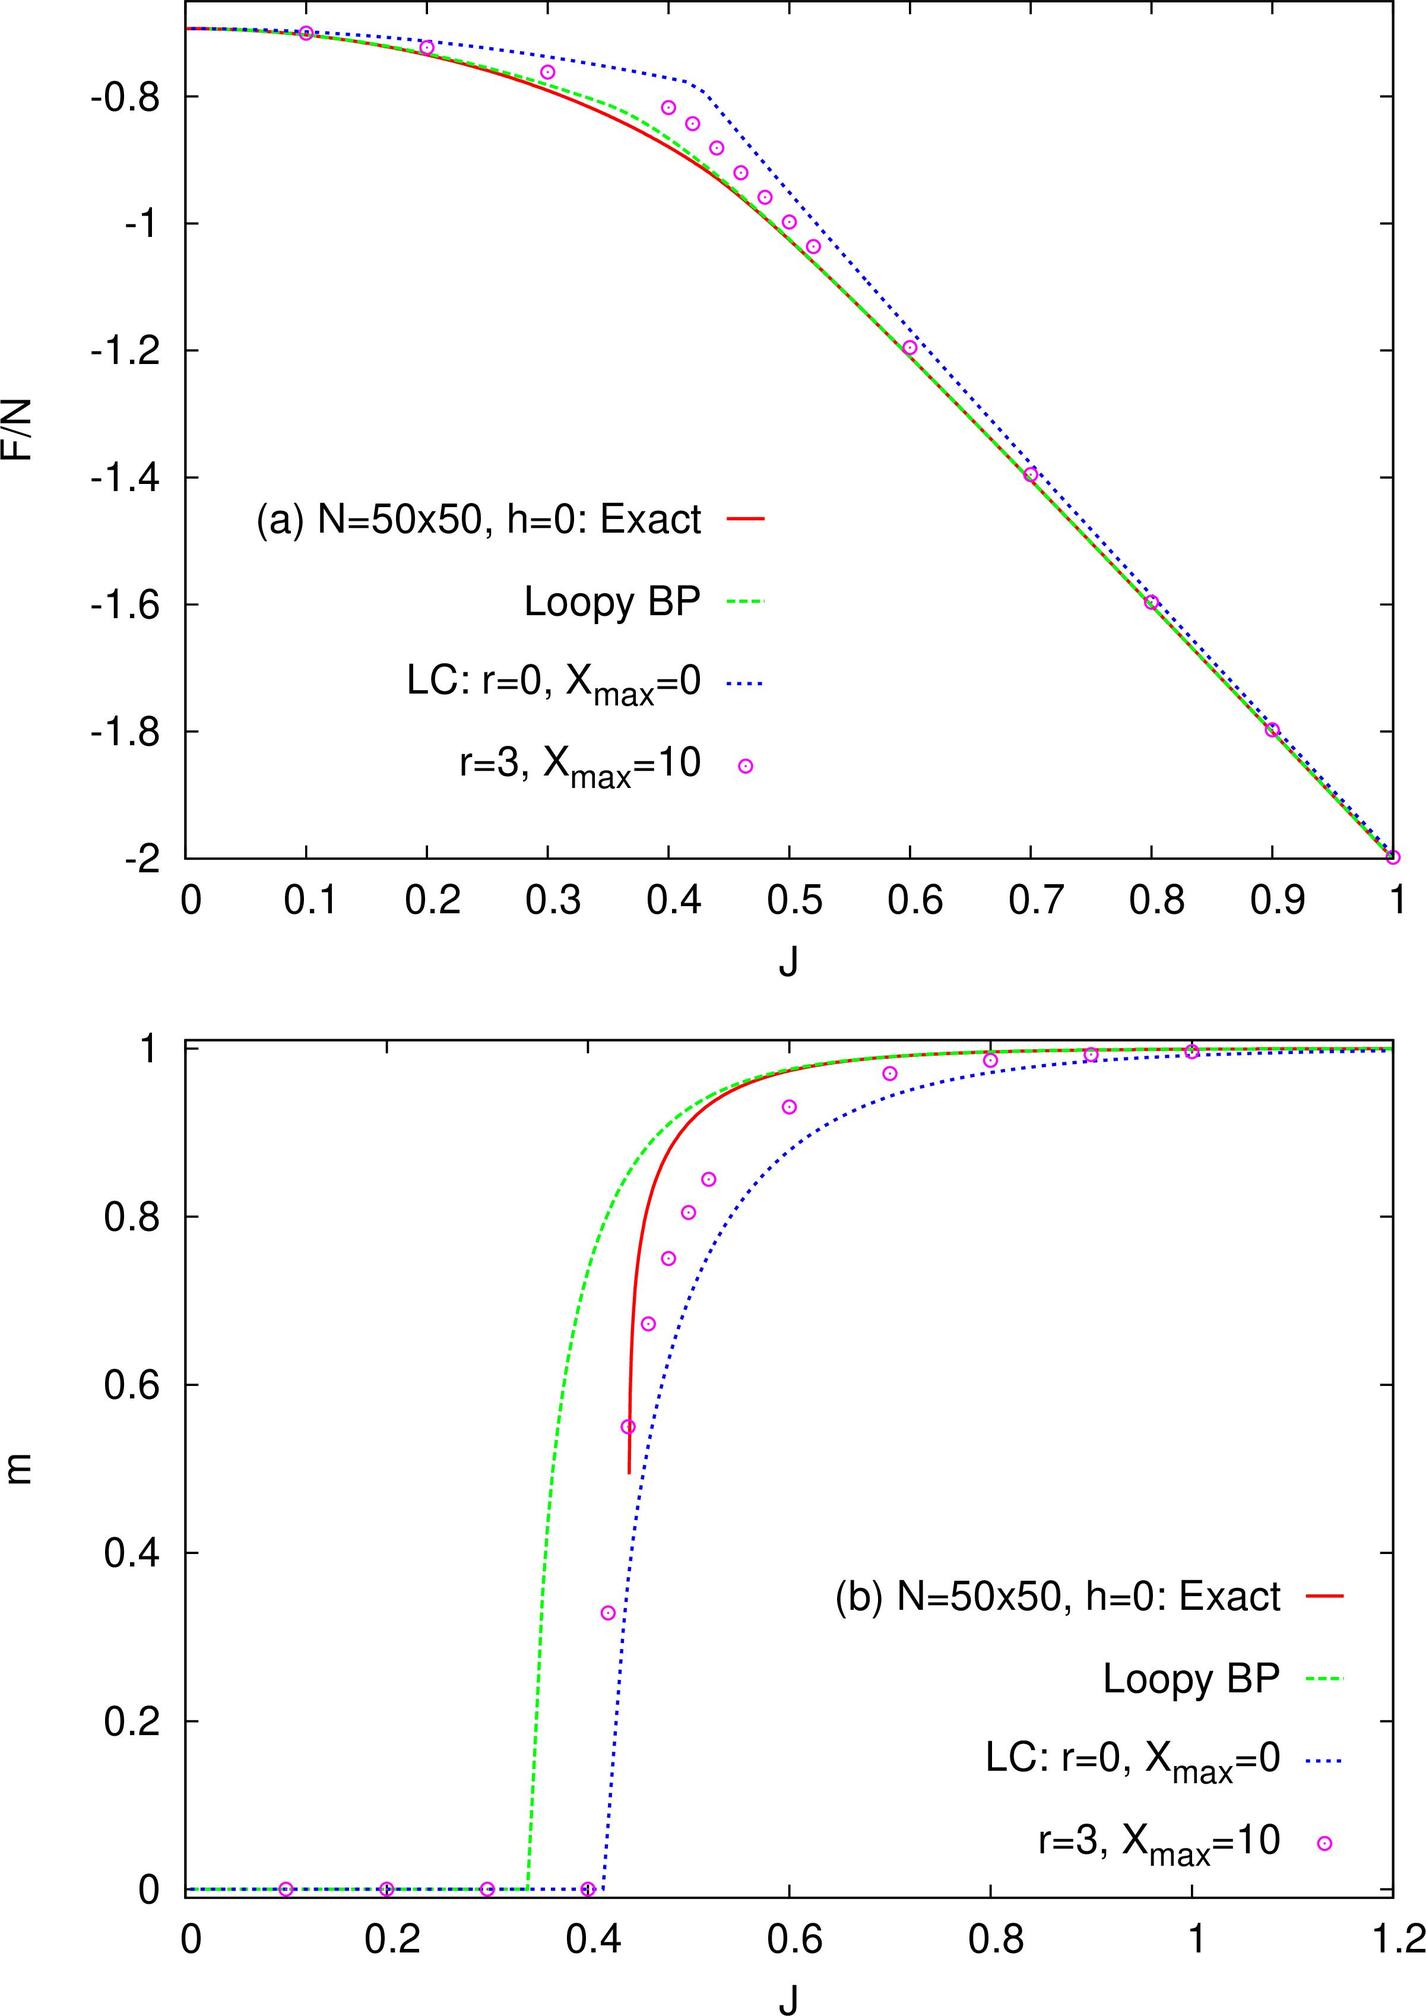 -0.8
-1
-1.2
-1.4
-1.6
-1.8
-2
F/N
(a) N=50x50, h=0: Exact
Loopy BP
LC: r=0, Xmax=0
r=3, Xmax=10
0 0.1 0.2 0.3 0.4 0.5 0.6 0.7 0.8 0.9 1
J
1
0.8
0.6
0.4
0.2
0
m
(b) N=50x50, h=0: Exact
Loopy BP
LC: r=0, Xmax=0
r=3, Xmax=10
0 0.2 0.4 0.6 0.8 1 1.2
J